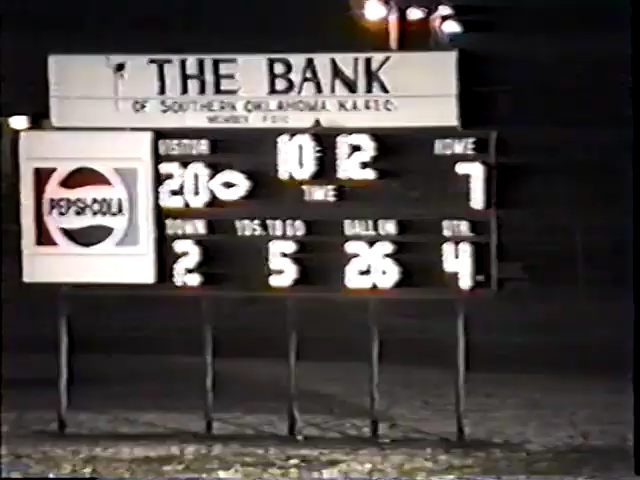 THE BANK
OF SOUTHERN OKLAHOMA, N.A.
MEMBER F.D.I.C.
VISITOR 10:12 HOME
20 TIME 7
PEPSI-COLA
DOWN YDS. TO GO BALL ON QTR.
2 5 26 4